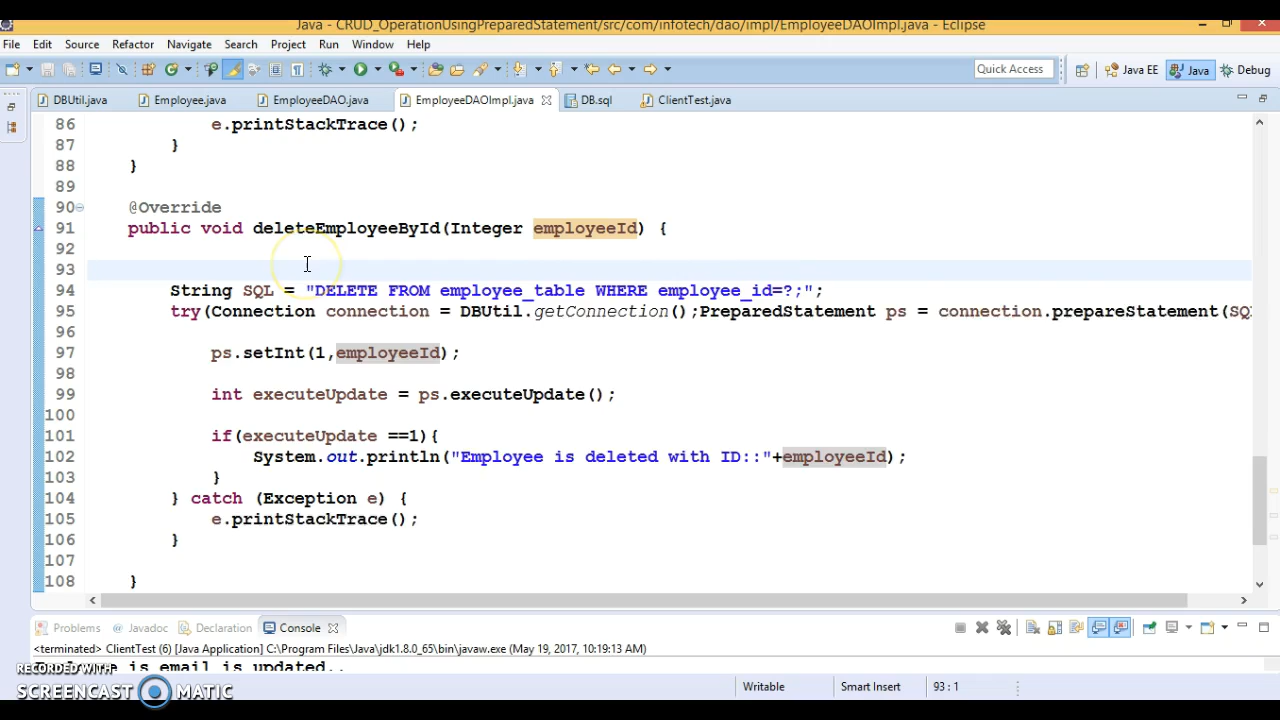 Java - CRUD_OperationUsingPreparedStatement/src/com/infotech/dao/impl/EmployeeDAOImpl.java - Eclipse
File Edit Source Refactor Navigate Search Project Run Window Help
Quick Access Java EE Java Debug
DBUtil.java Employee.java EmployeeDAO.java EmployeeDAOImpl.java DB.sql ClientTest.java
86 e.printStackTrace();
87 }
88 }
89
90 @Override
91 public void deleteEmployeeById(Integer employeeId) {
92
93
94 String SQL = "DELETE FROM employee_table WHERE employee_id=?;";
95 try(Connection connection = DBUtil.getConnection();PreparedStatement ps = connection.prepareStatement(SQ
96
97 ps.setInt(1,employeeId);
98
99 int executeUpdate = ps.executeUpdate();
100
101 if(executeUpdate ==1){
102 System.out.println("Employee is deleted with ID::"+employeeId);
103 }
104 } catch (Exception e) {
105 e.printStackTrace();
106 }
107
108 }
Problems Javadoc Declaration Console
<terminated> ClientTest (6) [Java Application] C:\Program Files\Java\jdk1.8.0_65\bin\javaw.exe (May 19, 2017, 10:19:13 AM)
is email is updated..
RECORDED WITH
SCREENCAST MATIC
Writable Smart Insert 93 : 1